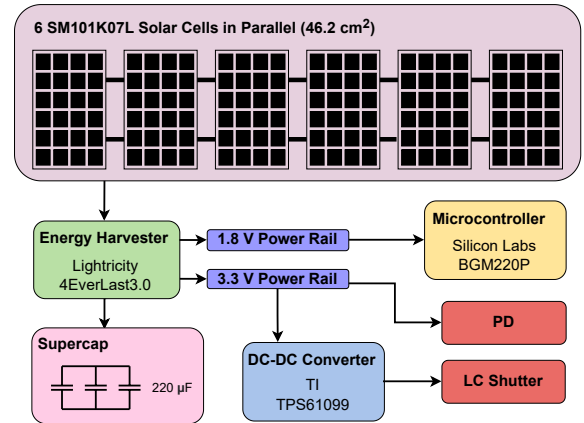 6 SM101K07L Solar Cells in Parallel (46.2 cm²)
Energy Harvester
Lightricity
4EverLast3.0
1.8 V Power Rail
3.3 V Power Rail
Microcontroller
Silicon Labs
BGM220P
PD
Supercap
220 µF
DC-DC Converter
TI
TPS61099
LC Shutter